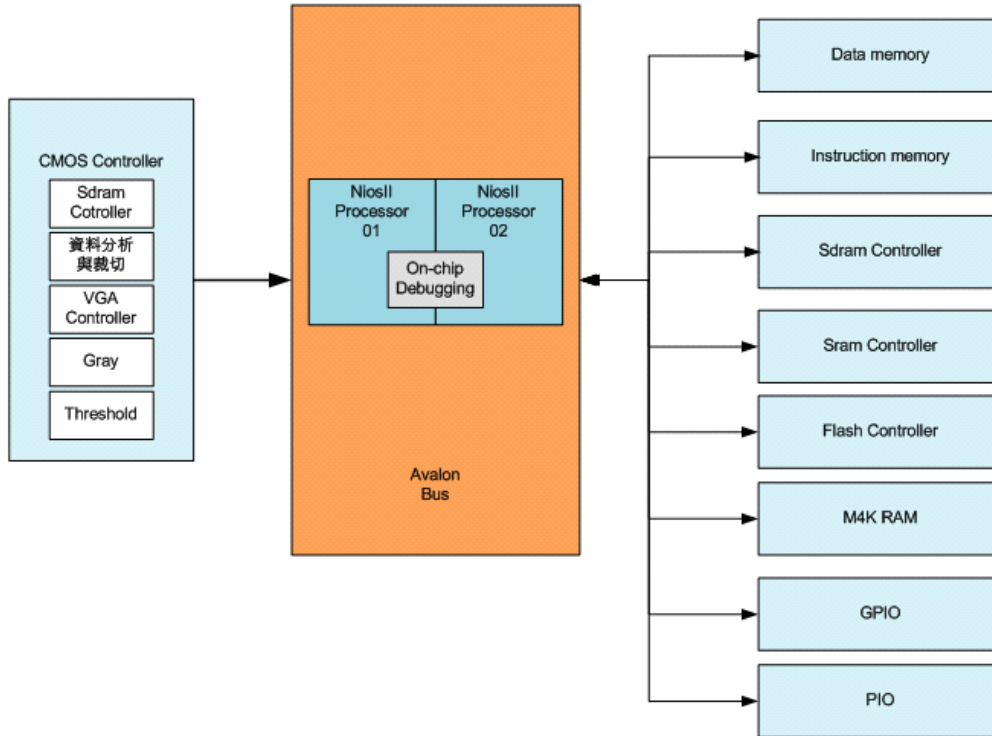 CMOS Controller
Sdram
Cotroller
資料分析
與裁切
VGA
Controller
Gray
Threshold
NiosII
Processor
01
NiosII
Processor
02
On-chip
Debugging
Avalon
Bus
Data memory
Instruction memory
Sdram Controller
Sram Controller
Flash Controller
M4K RAM
GPIO
PIO